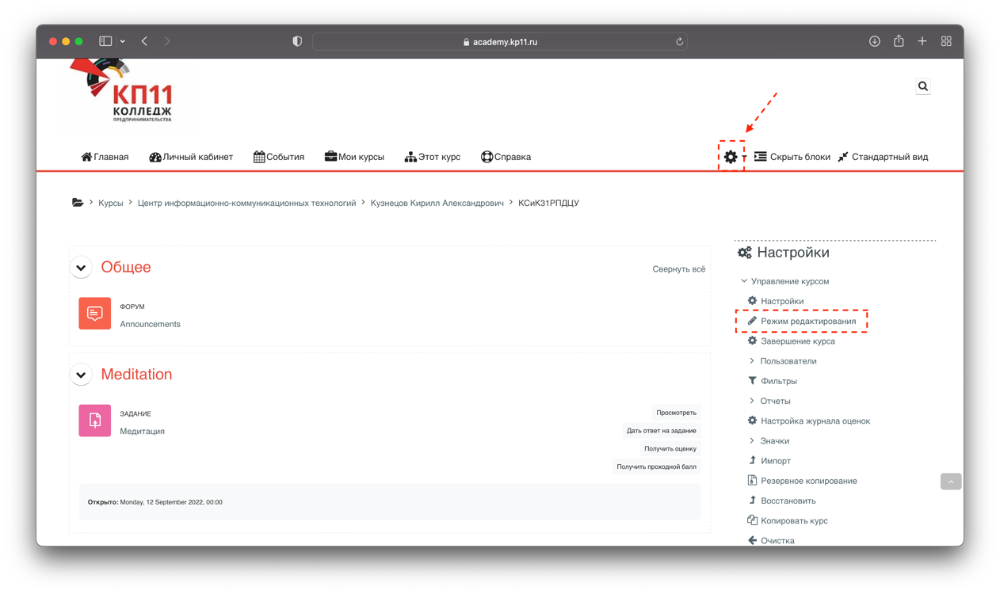 academy.kp11.ru
КП11
КОЛЛЕДЖ
ПРЕДПРИНИМАТЕЛЬСТВА
Главная Личный кабинет События Мои курсы Этот курс Справка Скрыть блоки Стандартный вид
Курсы Центр информационно-коммуникационных технологий Кузнецов Кирилл Александрович КСиК31РПДЦУ
Общее
Свернуть всё
ФОРУМ
Announcements
Meditation
ЗАДАНИЕ
Медитация
Просмотреть
Дать ответ на задание
Получить оценку
Получить проходной балл
Открыто: Monday, 12 September 2022, 00:00
Настройки
Управление курсом
Настройки
Режим редактирования
Завершение курса
Пользователи
Фильтры
Отчеты
Настройка журнала оценок
Значки
Импорт
Резервное копирование
Восстановить
Копировать курс
Очистка